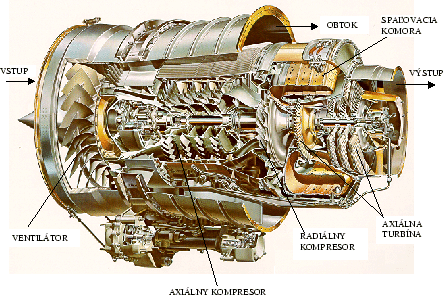 OBTOK
SPAĽOVACIA
KOMORA
VSTUP
VÝSTUP
VENTILÁTOR
RADIÁLNY
KOMPRESOR
AXIÁLNA
TURBÍNA
AXIÁLNY KOMPRESOR